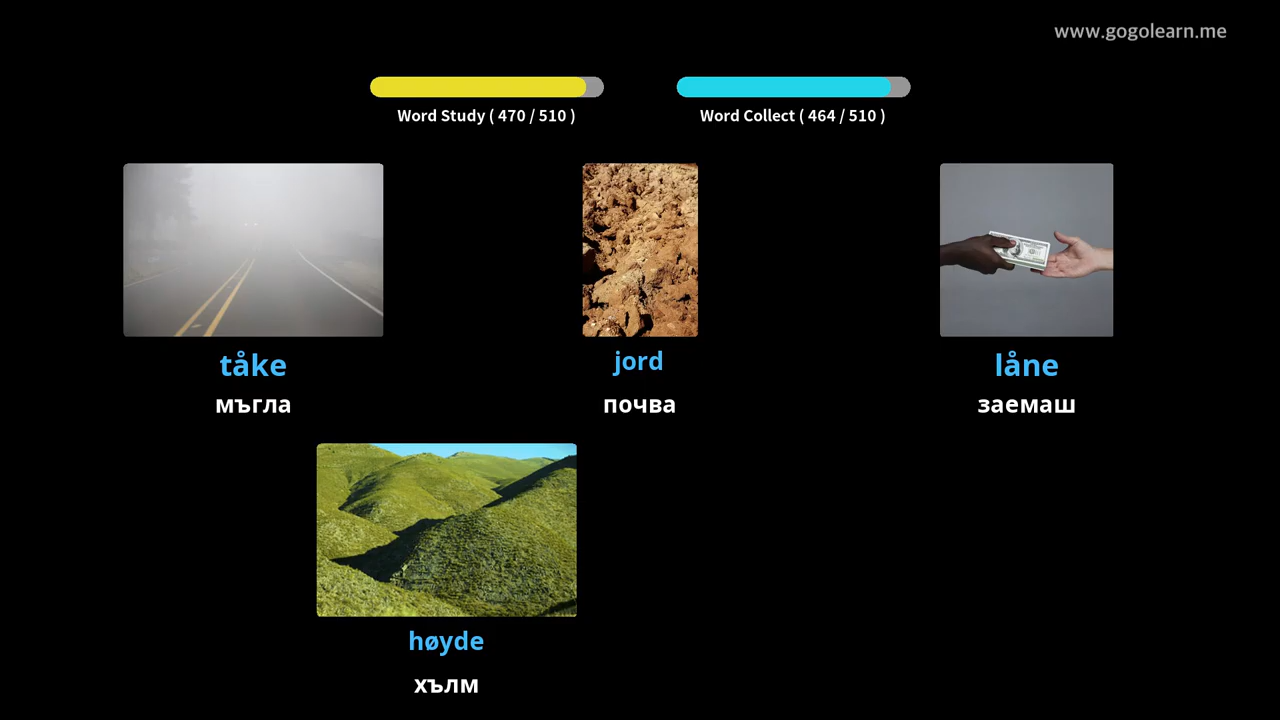 www.gogolearn.me
Word Study ( 470 / 510 )
Word Collect ( 464 / 510 )
tåke
мъгла
jord
почва
låne
заемаш
høyde
хълм